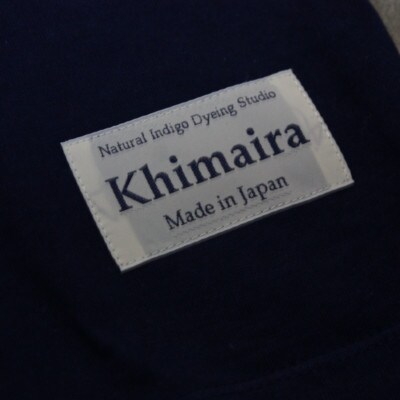 Natural Indigo Dyeing Studio
Khimaira
Made in Japan